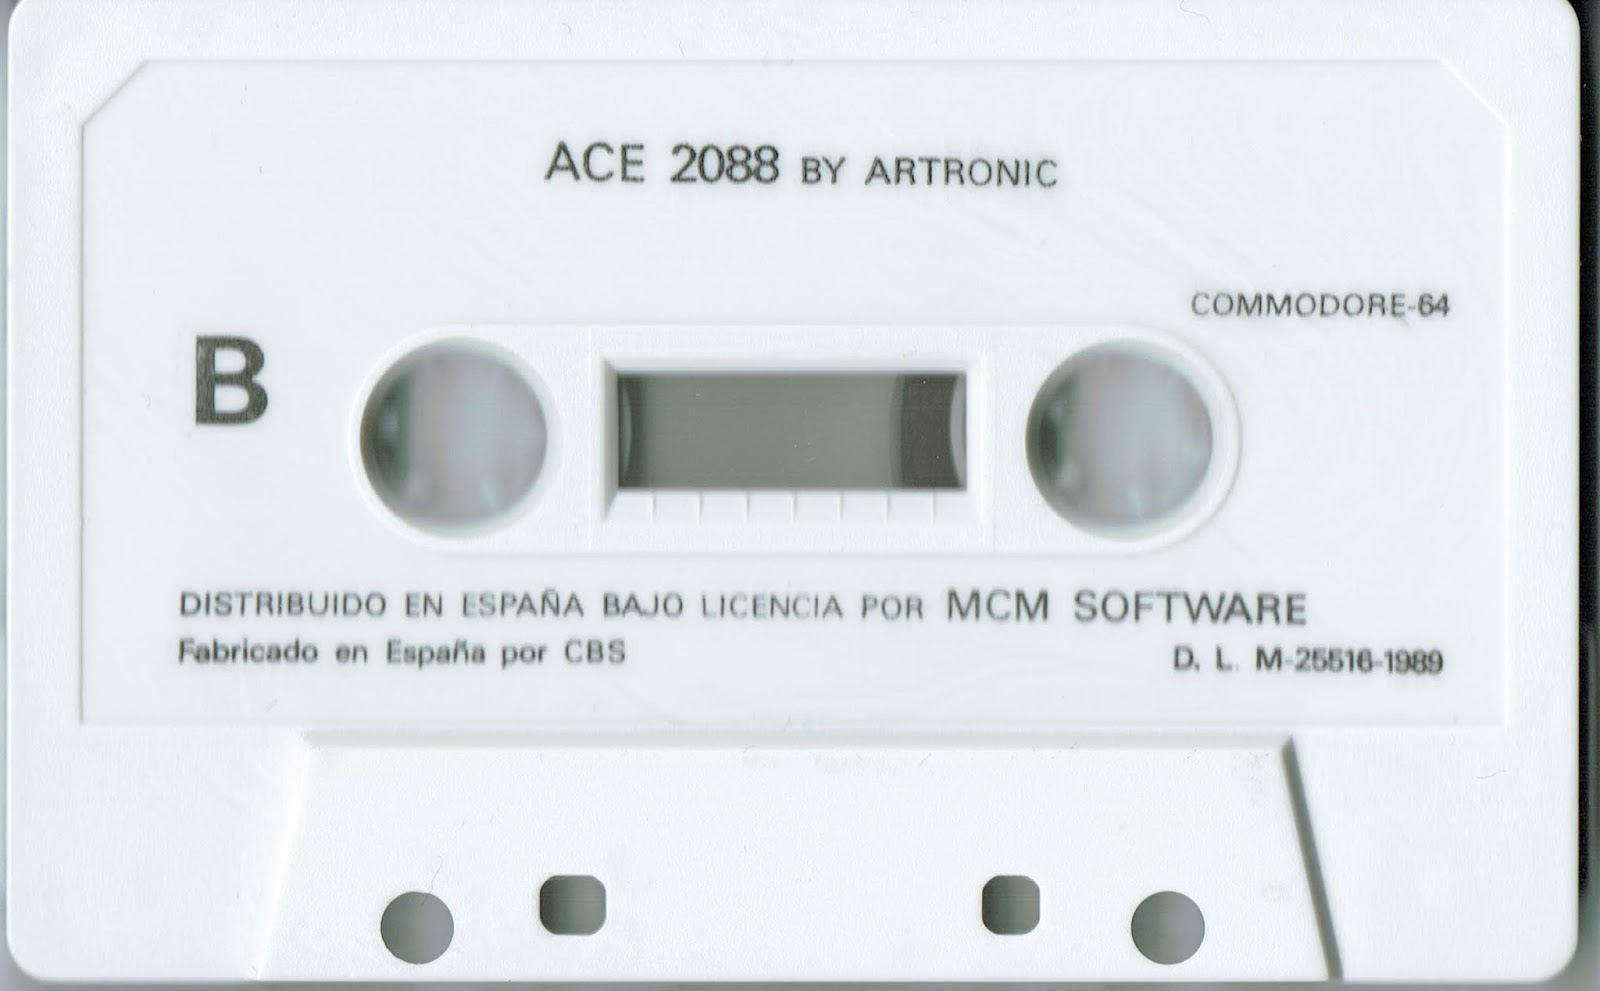 ACE 2088 BY ARTRONIC
COMMODORE-64
B
DISTRIBUIDO EN ESPAÑA BAJO LICENCIA POR MCM SOFTWARE
Fabricado en España por CBS
D. L. M-25516-1989